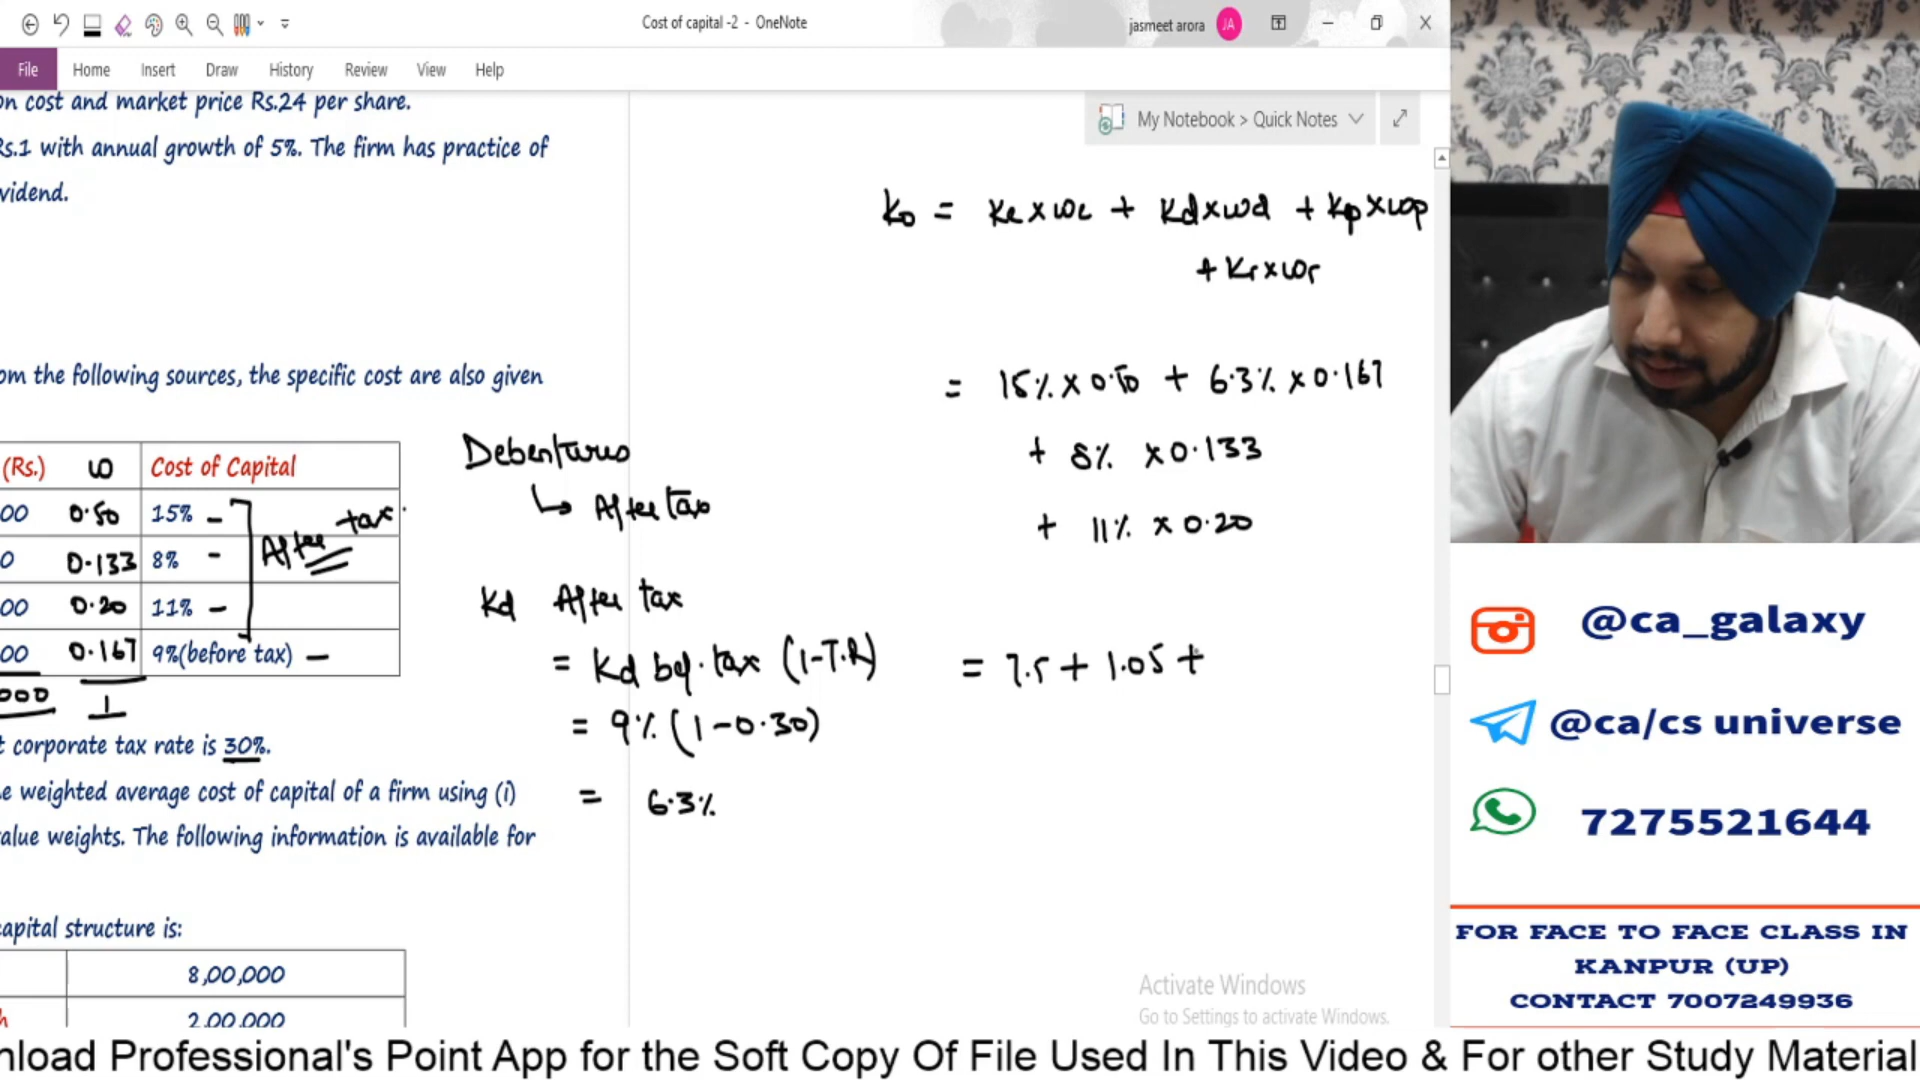 Cost of capital -2 - OneNote
jasmeet arora JA
File Home Insert Draw History Review View Help
My Notebook > Quick Notes
on cost and market price Rs.24 per share.
Rs.1 with annual growth of 5%. The firm has practice of
vidend.
om the following sources, the specific cost are also given
(Rs.) ω Cost of Capital
00 0.50 15% -
0 0.133 8% -
00 0.20 11% -
00 0.167 9%(before tax) -
After tax
000 1
t corporate tax rate is 30%.
e weighted average cost of capital of a firm using (i)
alue weights. The following information is available for
capital structure is:
8,00,000
h 2,00,000
Debentures
↳ After Tax
Kd After tax
= Kd bef. tax (1-T.R)
= 9% (1-0.30)
= 6.3%
Ko = Ke x we + Kd x wd + Kp x wp
+ Kr x wr
= 15% x 0.50 + 6.3% x 0.167
+ 8% x 0.133
+ 11% x 0.20
= 7.5 + 1.05 +
Activate Windows
Go to Settings to activate Windows.
@ca_galaxy
@ca/cs universe
7275521644
FOR FACE TO FACE CLASS IN
KANPUR (UP)
CONTACT 7007249936
nload Professional's Point App for the Soft Copy Of File Used In This Video & For other Study Material